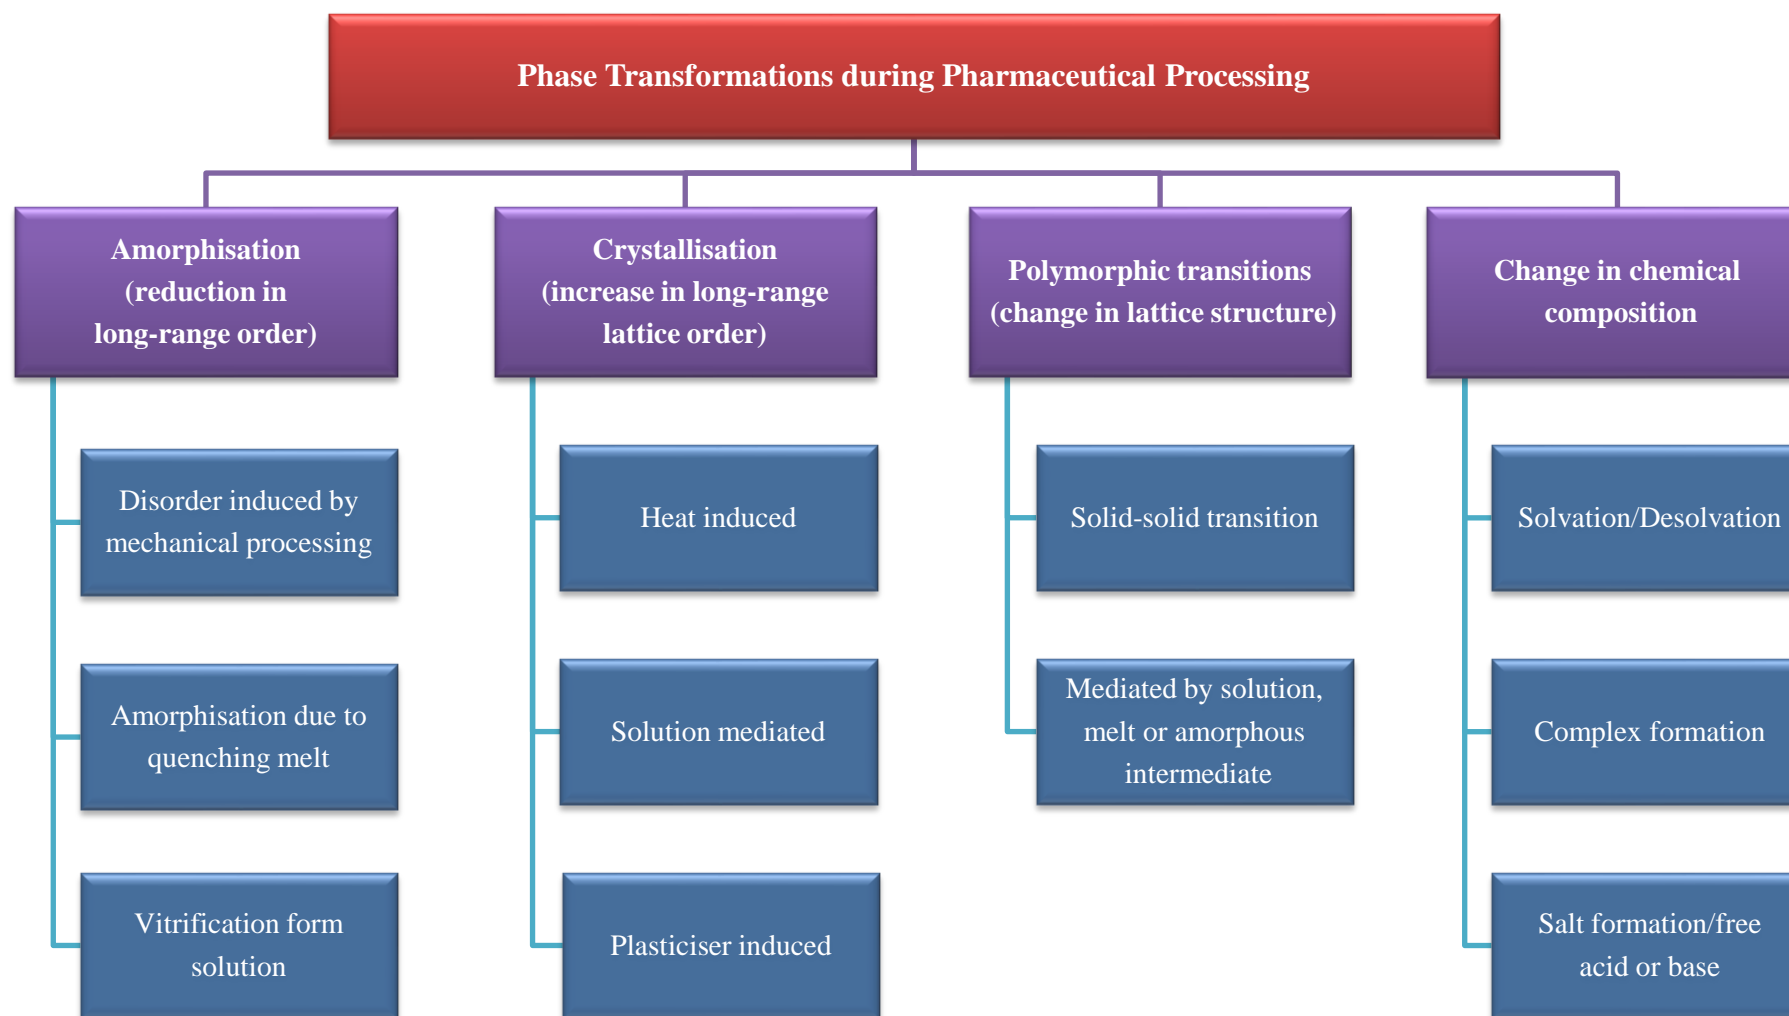 Phase Transformations during Pharmaceutical Processing
Amorphisation
(reduction in
long-range order)
Disorder induced by
mechanical processing
Amorphisation due to
quenching melt
Vitrification form
solution
Crystallisation
(increase in long-range
lattice order)
Heat induced
Solution mediated
Plasticiser induced
Polymorphic transitions
(change in lattice structure)
Solid-solid transition
Mediated by solution,
melt or amorphous
intermediate
Change in chemical
composition
Solvation/Desolvation
Complex formation
Salt formation/free
acid or base